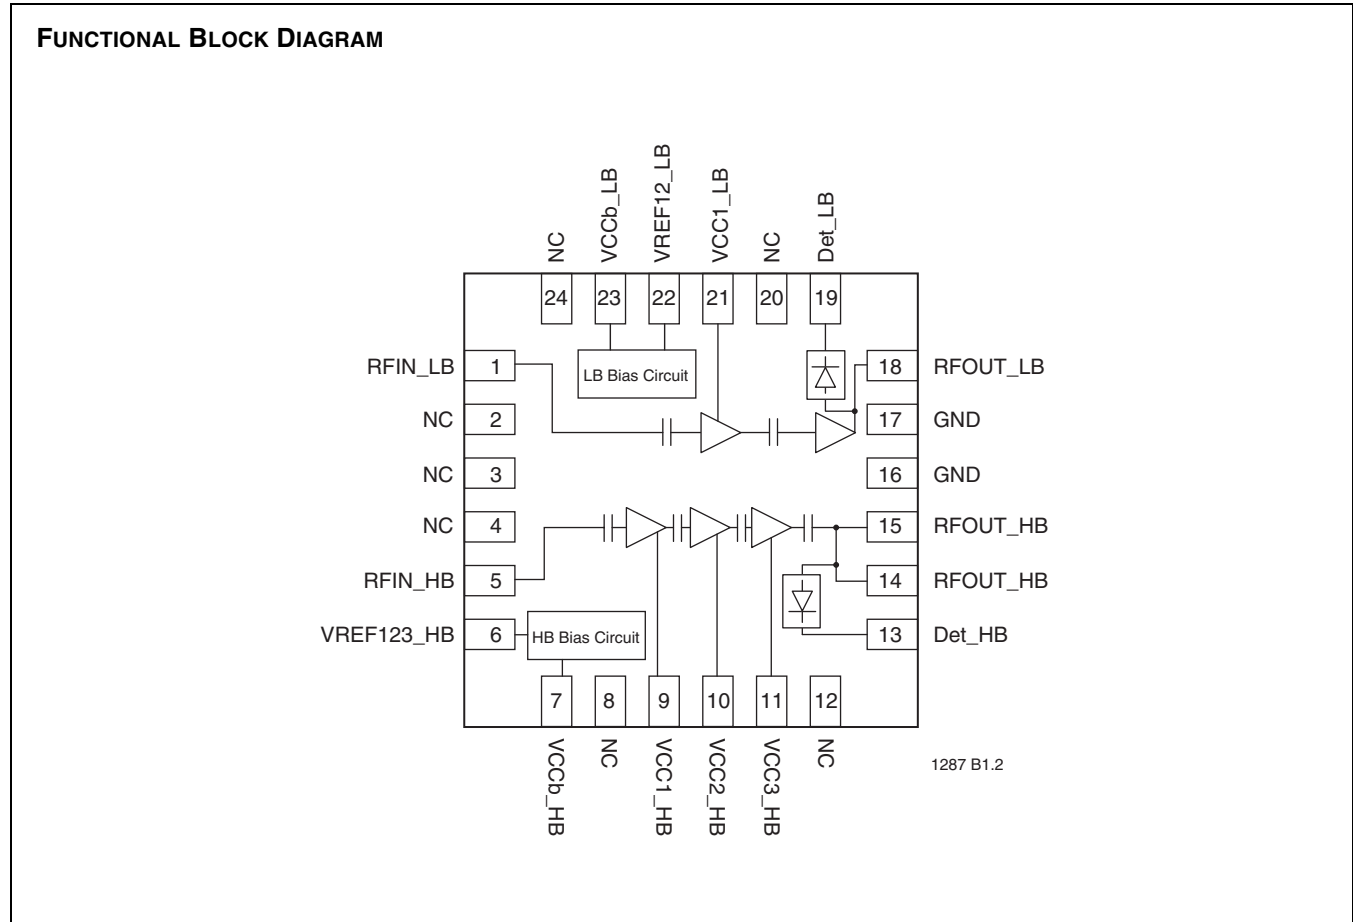 FUNCTIONAL BLOCK DIAGRAM
NC
VCCb_LB
VREF12_LB
VCC1_LB
NC
Det_LB
24
23
22
21
20
19
RFIN_LB
1
LB Bias Circuit
18
RFOUT_LB
NC
2
17
GND
NC
3
16
GND
NC
4
15
RFOUT_HB
RFIN_HB
5
14
RFOUT_HB
VREF123_HB
6
HB Bias Circuit
13
Det_HB
7
8
9
10
11
12
VCCb_HB
NC
VCC1_HB
VCC2_HB
VCC3_HB
NC
1287 B1.2